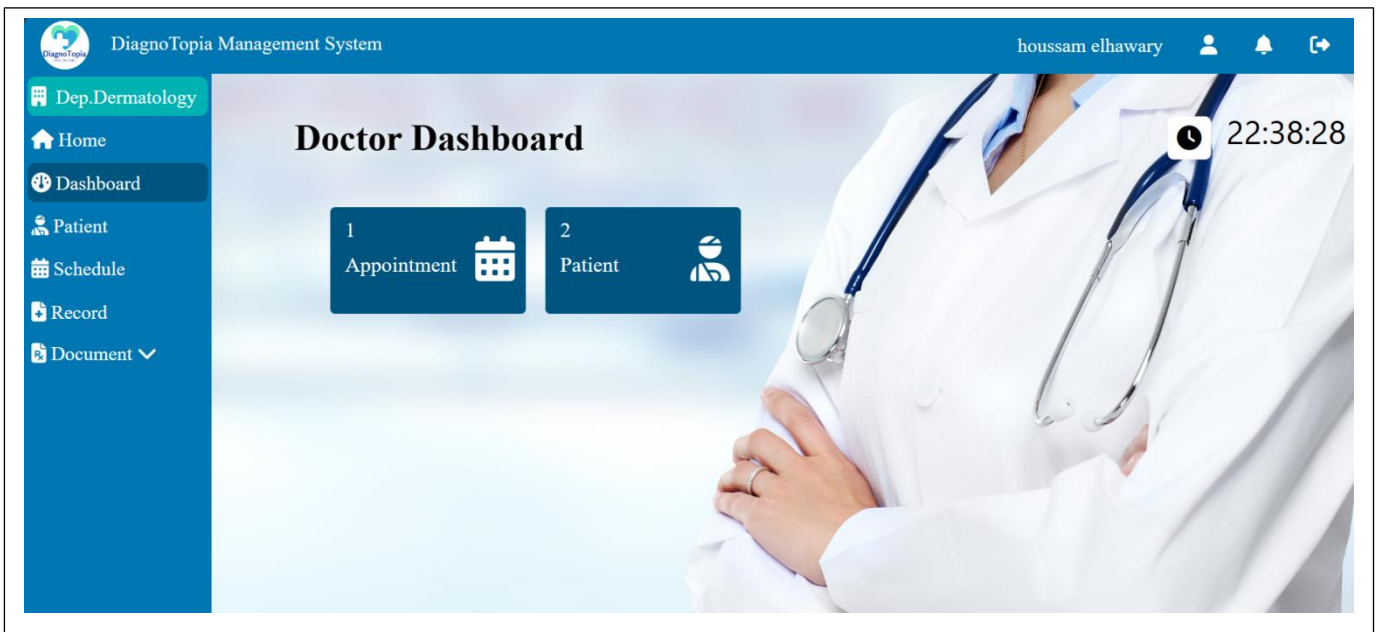 DiagnoTopia
DiagnoTopia Management System
houssam elhawary
Dep.Dermatology
Home
Dashboard
Patient
Schedule
Record
Document
Doctor Dashboard
22:38:28
1
Appointment
2
Patient